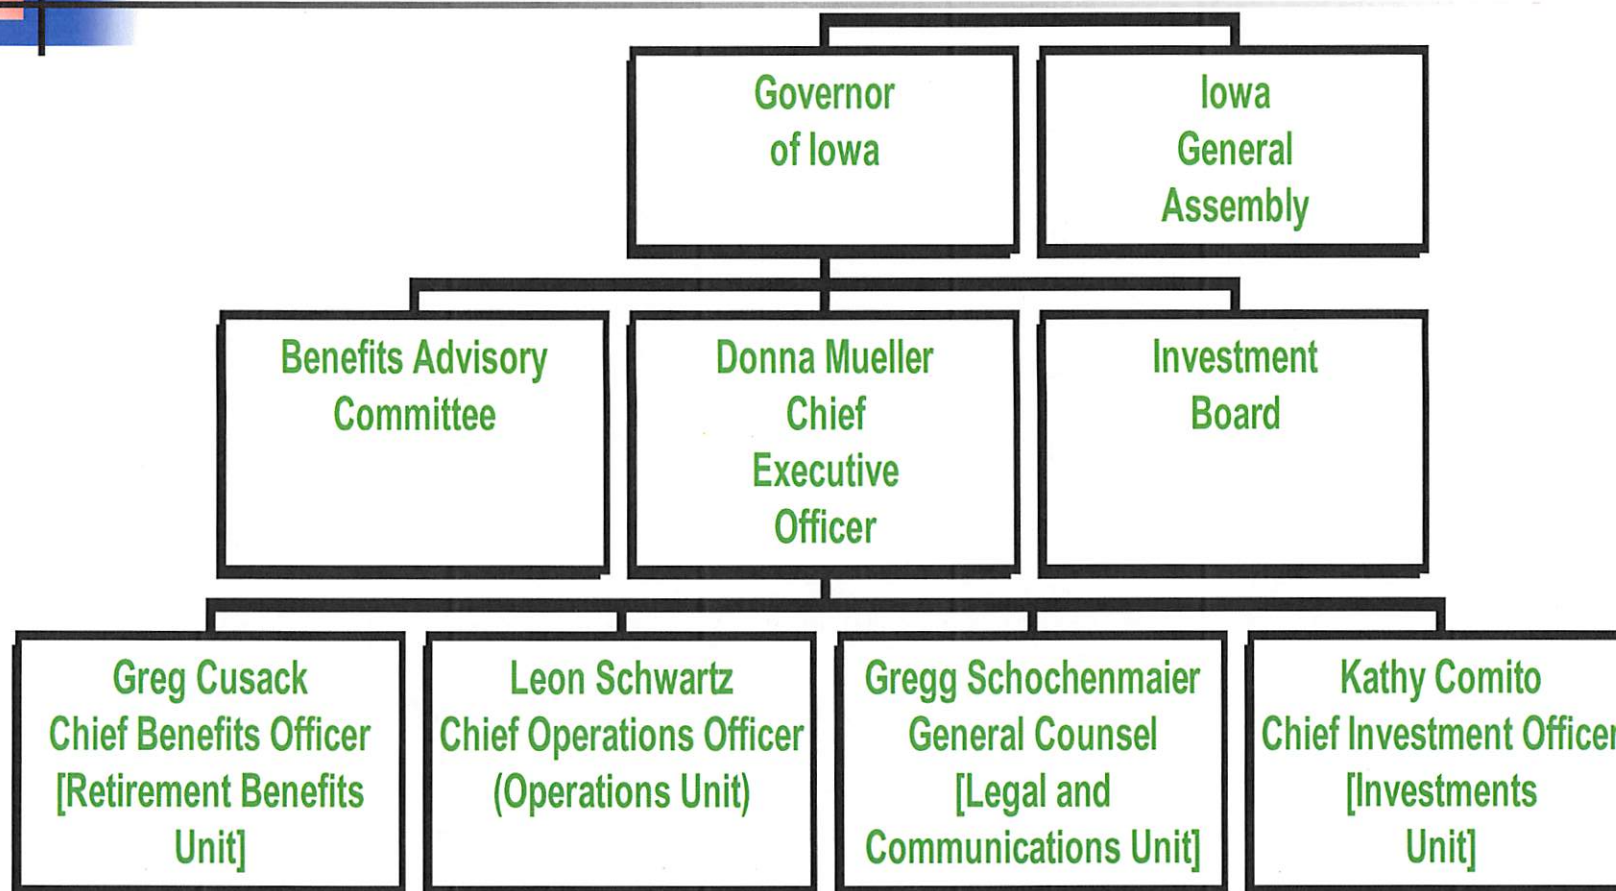 Governor
of Iowa
Iowa
General
Assembly
Benefits Advisory
Committee
Donna Mueller
Chief
Executive
Officer
Investment
Board
Greg Cusack
Chief Benefits Officer
[Retirement Benefits
Unit]
Leon Schwartz
Chief Operations Officer
(Operations Unit)
Gregg Schochenmaier
General Counsel
[Legal and
Communications Unit]
Kathy Comito
Chief Investment Officer
[Investments
Unit]